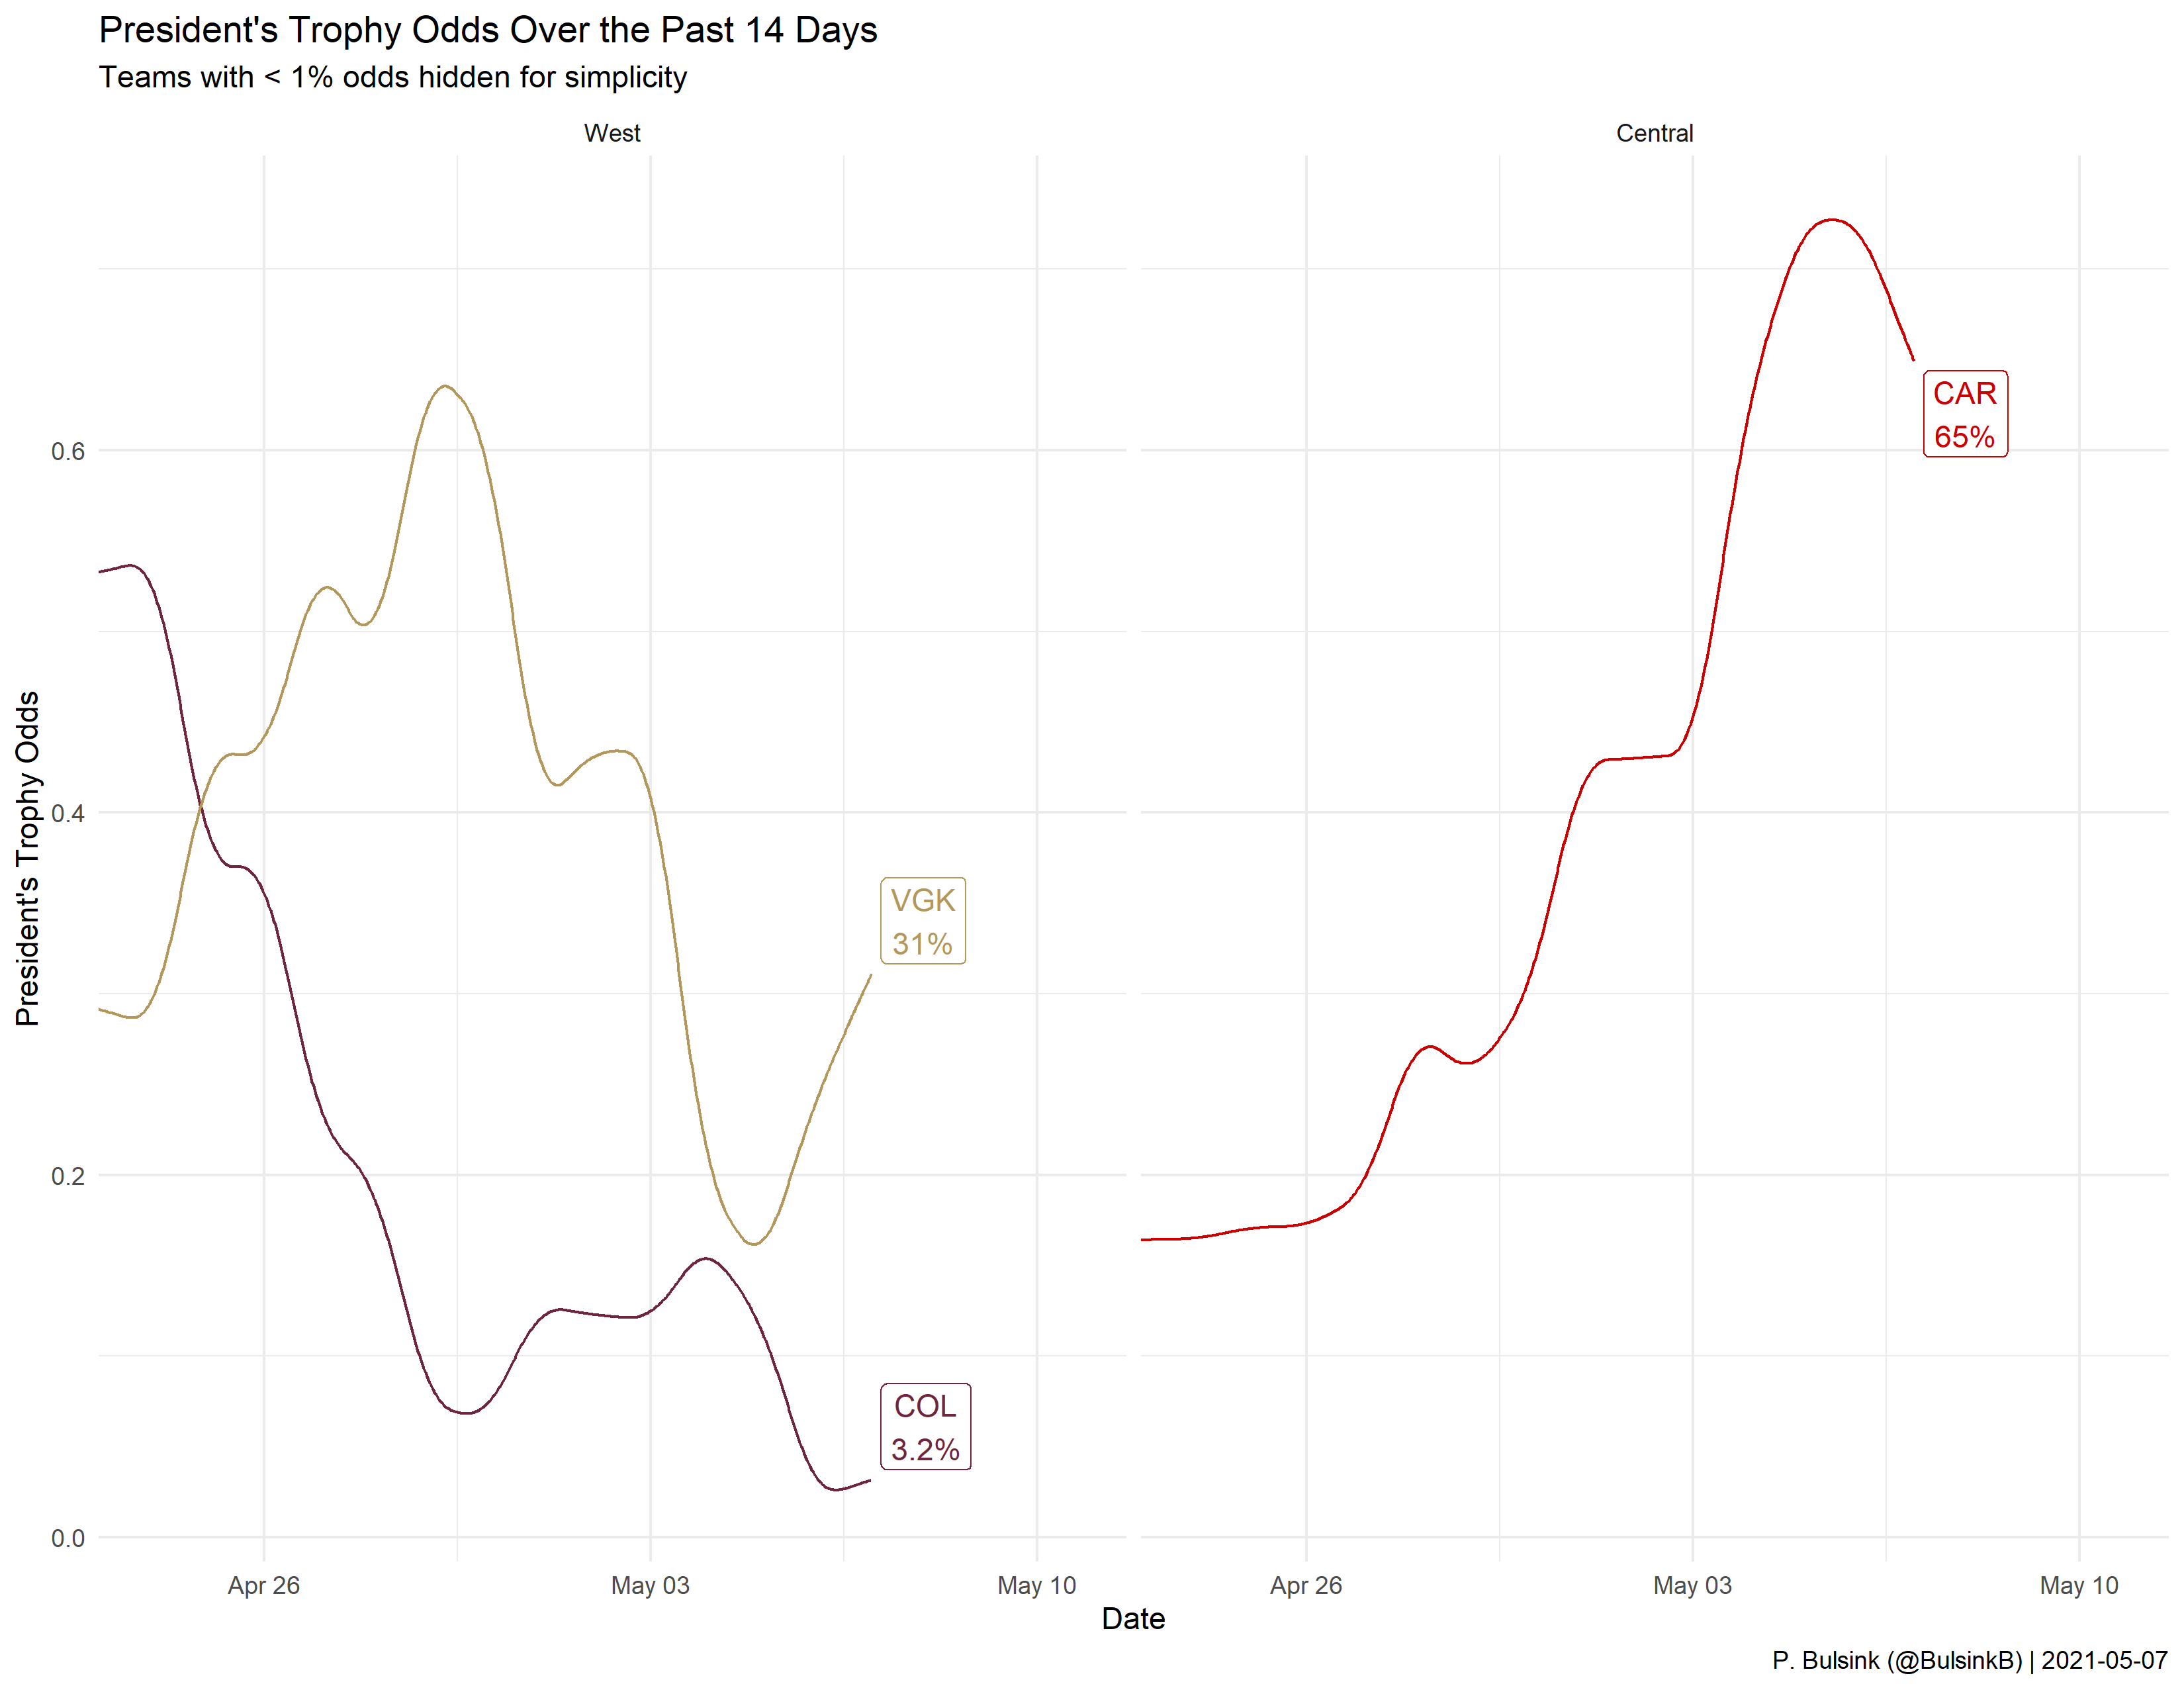 President's Trophy Odds Over the Past 14 Days
Teams with < 1% odds hidden for simplicity
West
Central
President's Trophy Odds
0.6
0.4
0.2
0.0
CAR
65%
VGK
31%
COL
3.2%
Apr 26
May 03
May 10
Apr 26
May 03
May 10
Date
P. Bulsink (@BulsinkB) | 2021-05-07